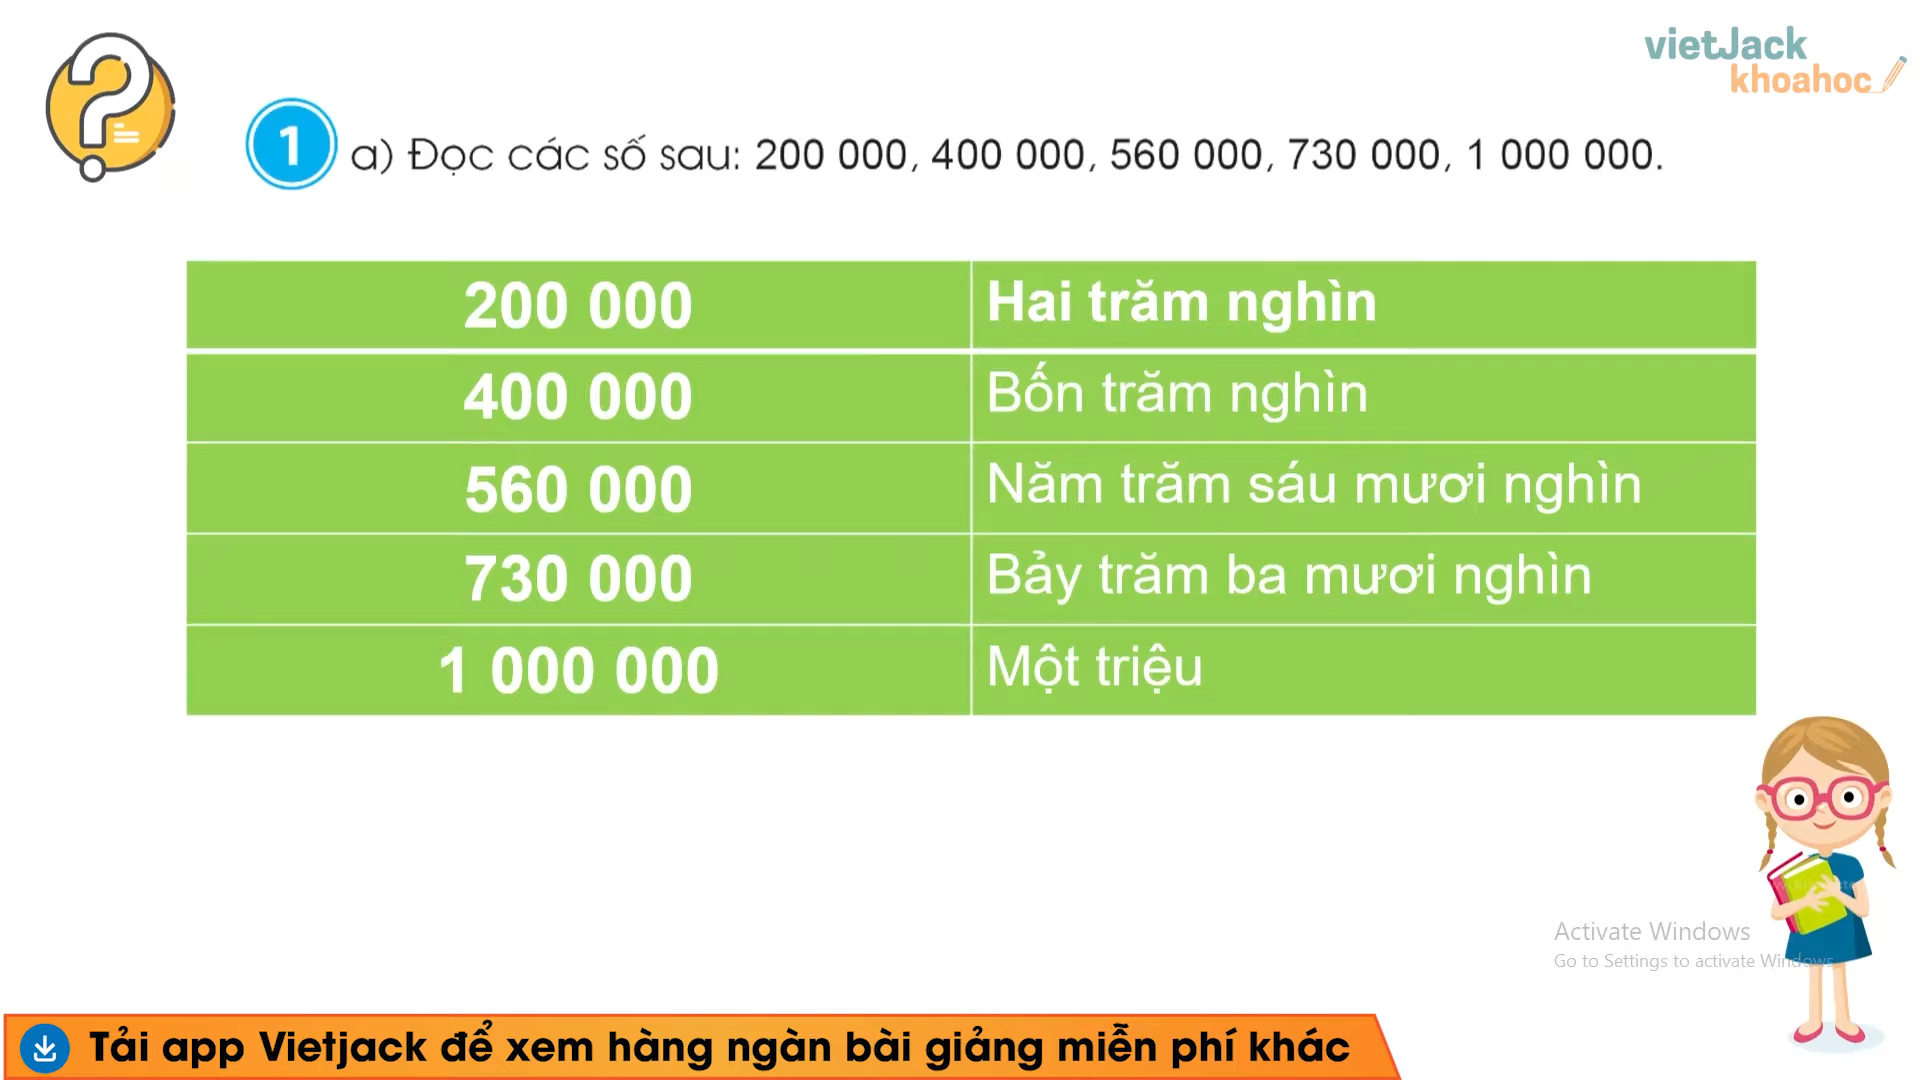 vietJack
khoahoc
1 a) Đọc các số sau: 200 000, 400 000, 560 000, 730 000, 1 000 000.
200 000 Hai trăm nghìn
400 000 Bốn trăm nghìn
560 000 Năm trăm sáu mươi nghìn
730 000 Bảy trăm ba mươi nghìn
1 000 000 Một triệu
Activate Windows
Go to Settings to activate Windows.
Tải app Vietjack để xem hàng ngàn bài giảng miễn phí khác